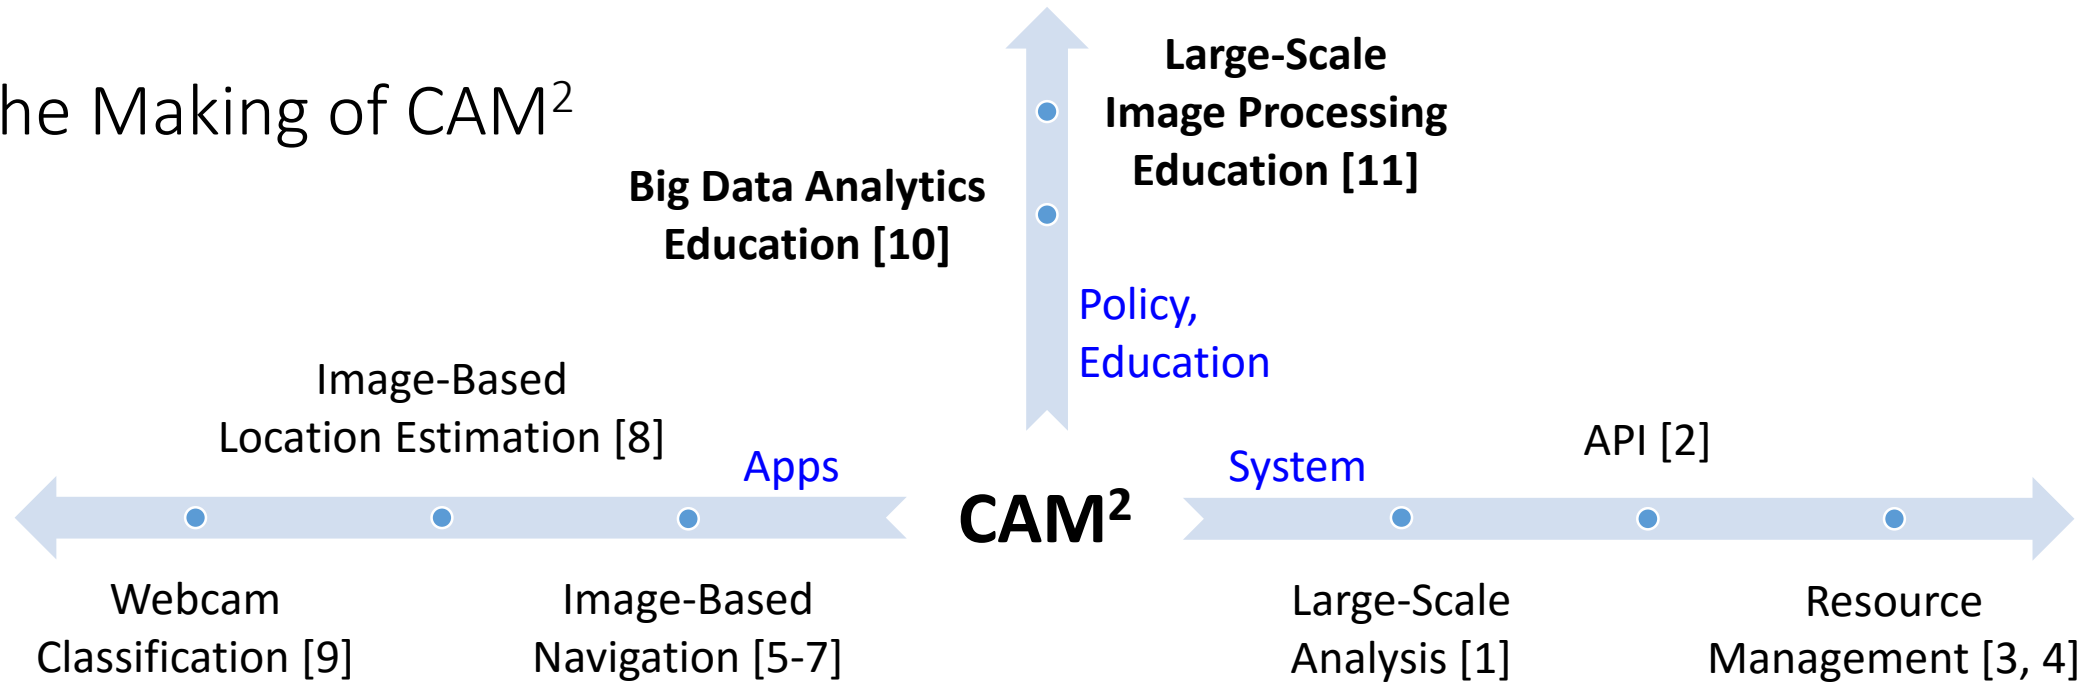 he Making of CAM²
Large-Scale
Image Processing
Education [11]
Big Data Analytics
Education [10]
Policy,
Education
Image-Based
Location Estimation [8]
Apps
System
API [2]
CAM²
Webcam
Classification [9]
Image-Based
Navigation [5-7]
Large-Scale
Analysis [1]
Resource
Management [3, 4]